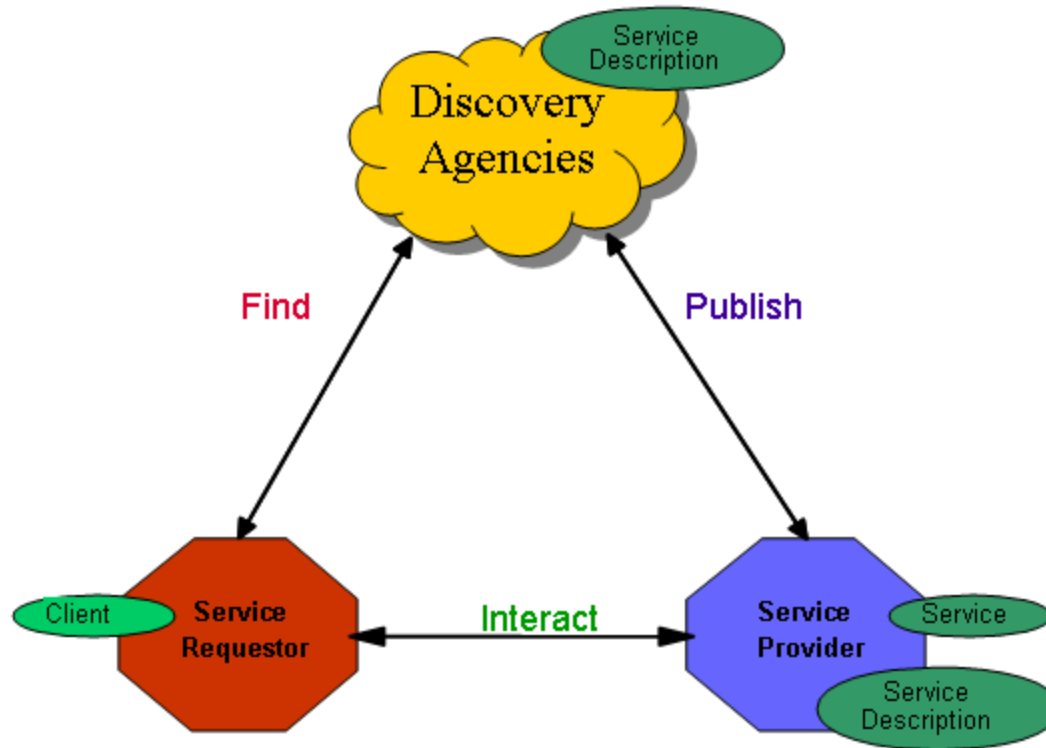 Service
Description
Discovery
Agencies
Find
Publish
Client
Service
Requestor
Interact
Service
Provider
Service
Service
Description